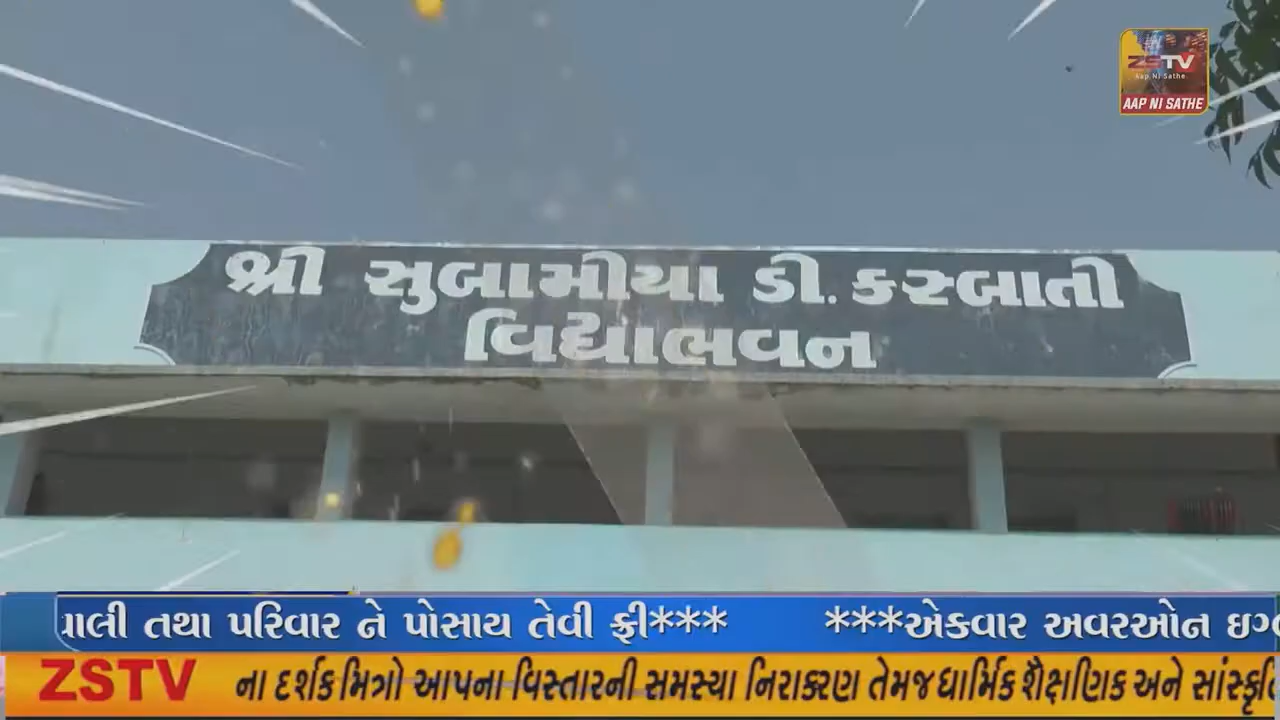 ZSTV
Aap Ni Sathe
AAP NI SATHE
શ્રી સુબામીયા ડી. કરબાતી
વિદ્યાભવન
તથા પરિવાર ને પોસાય તેવી ફ્રી*** ***એકવાર અવરઓન
ZSTV ના દર્શક મિત્રો આપના વિસ્તારની સમસ્યા નિરાકરણ તેમજ ધાર્મિક શૈક્ષણિક અને